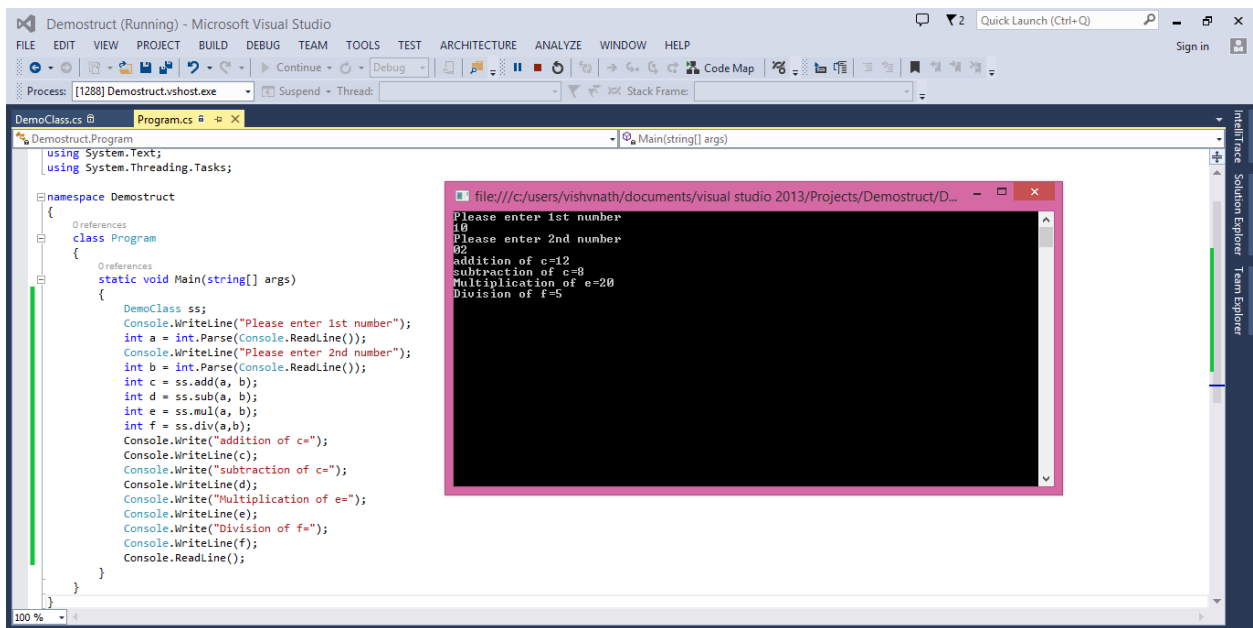 Demostruct (Running) - Microsoft Visual Studio
2
Quick Launch (Ctrl+Q)
FILE EDIT VIEW PROJECT BUILD DEBUG TEAM TOOLS TEST ARCHITECTURE ANALYZE WINDOW HELP
Sign in
Continue Debug Code Map
Process: [1288] Demostruct.vshost.exe Suspend Thread: Stack Frame:
DemoClass.cs Program.cs
Demostruct.Program
Main(string[] args)
using System.Text;
using System.Threading.Tasks;
namespace Demostruct
{
0 references
class Program
{
0 references
static void Main(string[] args)
{
DemoClass ss;
Console.WriteLine("Please enter 1st number");
int a = int.Parse(Console.ReadLine());
Console.WriteLine("Please enter 2nd number");
int b = int.Parse(Console.ReadLine());
int c = ss.add(a, b);
int d = ss.sub(a, b);
int e = ss.mul(a, b);
int f = ss.div(a,b);
Console.Write("addition of c=");
Console.WriteLine(c);
Console.Write("subtraction of c=");
Console.WriteLine(d);
Console.Write("Multiplication of e=");
Console.WriteLine(e);
Console.Write("Division of f=");
Console.WriteLine(f);
Console.ReadLine();
}
}
}
100 %
file:///c:/users/vishvnath/documents/visual studio 2013/Projects/Demostruct/D...
Please enter 1st number
10
Please enter 2nd number
02
addition of c=12
subtraction of c=8
Multiplication of e=20
Division of f=5
IntelliTrace
Solution Explorer
Team Explorer